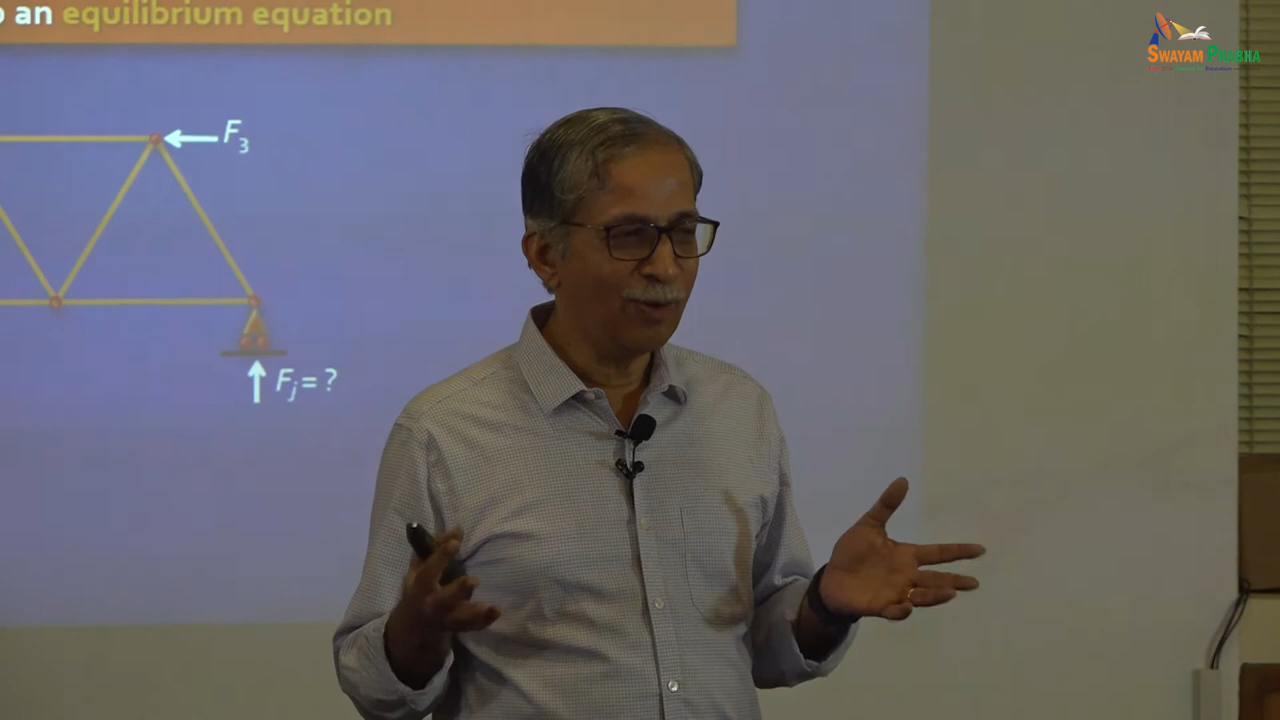 o an equilibrium equation
SWAYAM PRABHA
F3
Fj = ?